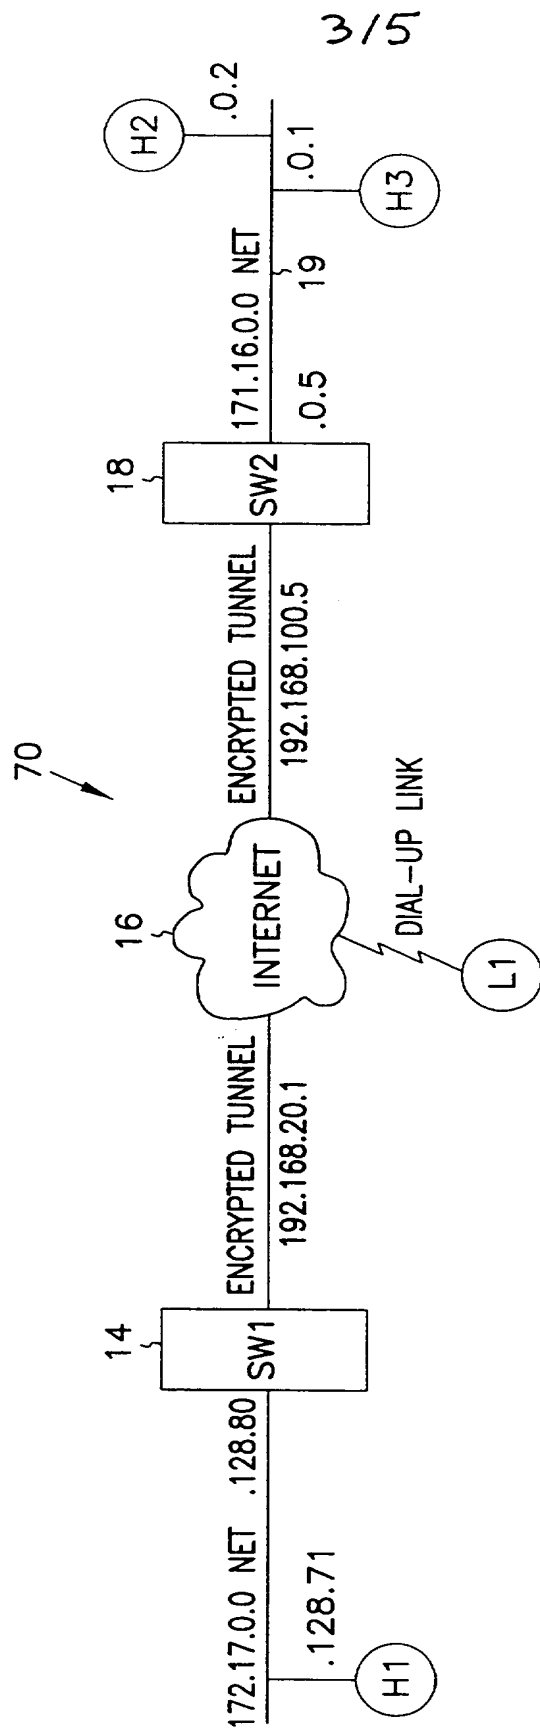 3/5
70
172.17.0.0 NET
.128.80
.128.71
H1
14
SW1
ENCRYPTED TUNNEL
192.168.20.1
16
INTERNET
DIAL-UP LINK
L1
ENCRYPTED TUNNEL
192.168.100.5
18
SW2
171.16.0.0 NET
.0.5
19
H2
.0.2
.0.1
H3